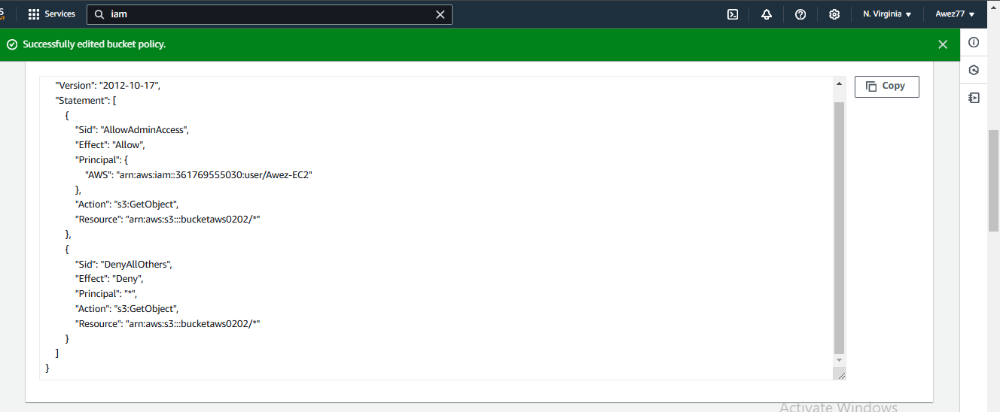 Services
iam
N. Virginia
Awez77
Successfully edited bucket policy.
"Version": "2012-10-17",
"Statement": [
{
"Sid": "AllowAdminAccess",
"Effect": "Allow",
"Principal": {
"AWS": "arn:aws:iam::361769555030:user/Awez-EC2"
},
"Action": "s3:GetObject",
"Resource": "arn:aws:s3:::bucketaws0202/*"
},
{
"Sid": "DenyAllOthers",
"Effect": "Deny",
"Principal": "*",
"Action": "s3:GetObject",
"Resource": "arn:aws:s3:::bucketaws0202/*"
}
]
}
Copy
Activate Windows